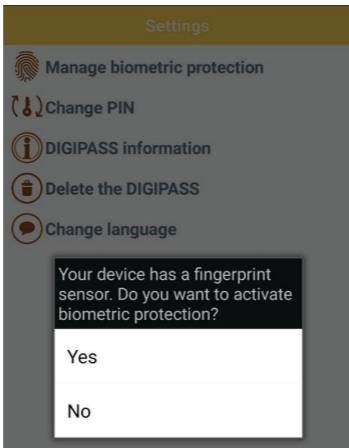 Settings
Manage biometric protection
Change PIN
DIGIPASS information
Delete the DIGIPASS
Change language
Your device has a fingerprint
sensor. Do you want to activate
biometric protection?
Yes
No